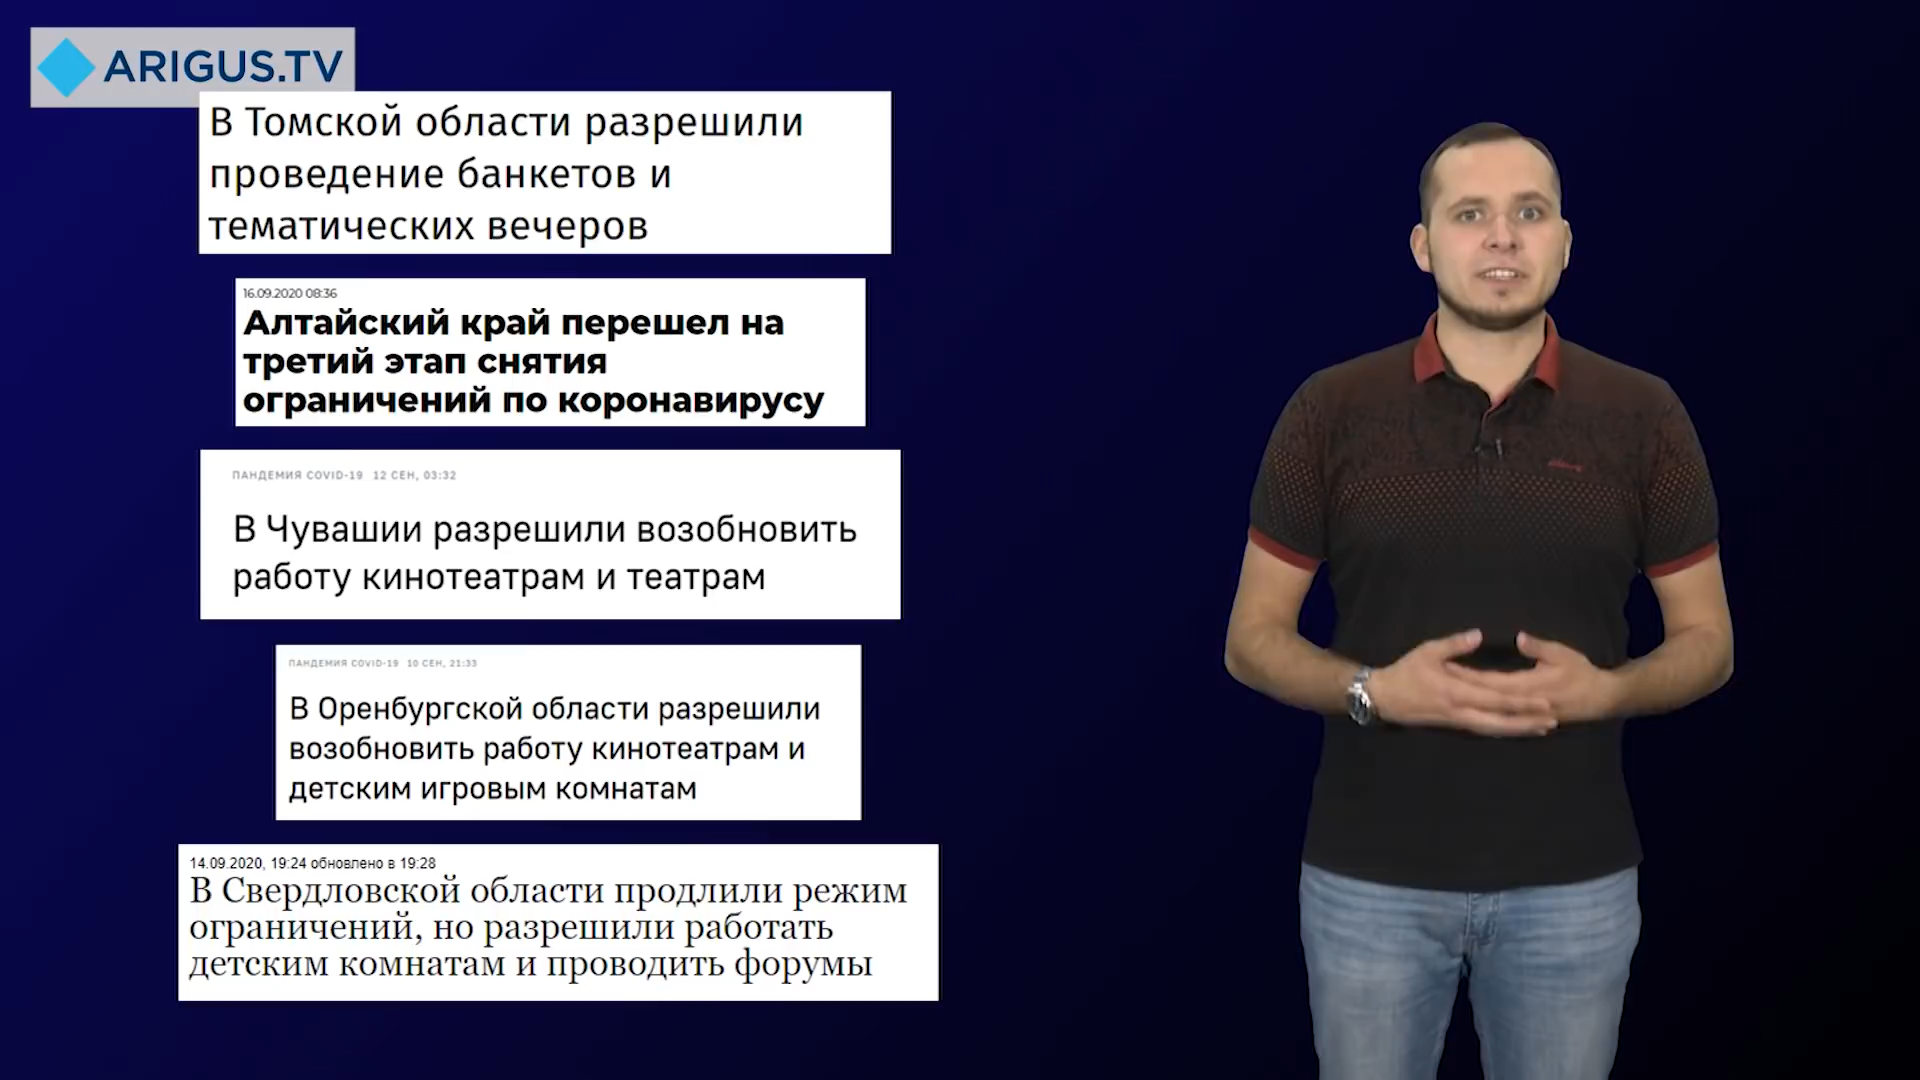 ARIGUS.TV
В Томской области разрешили
проведение банкетов и
тематических вечеров
16.09.2020 08:36
Алтайский край перешел на
третий этап снятия
ограничений по коронавирусу
ПАНДЕМИЯ COVID-19 12 СЕН, 03:32
В Чувашии разрешили возобновить
работу кинотеатрам и театрам
ПАНДЕМИЯ COVID-19 10 СЕН, 21:33
В Оренбургской области разрешили
возобновить работу кинотеатрам и
детским игровым комнатам
14.09.2020, 19:24 обновлено в 19:28
В Свердловской области продлили режим
ограничений, но разрешили работать
детским комнатам и проводить форумы